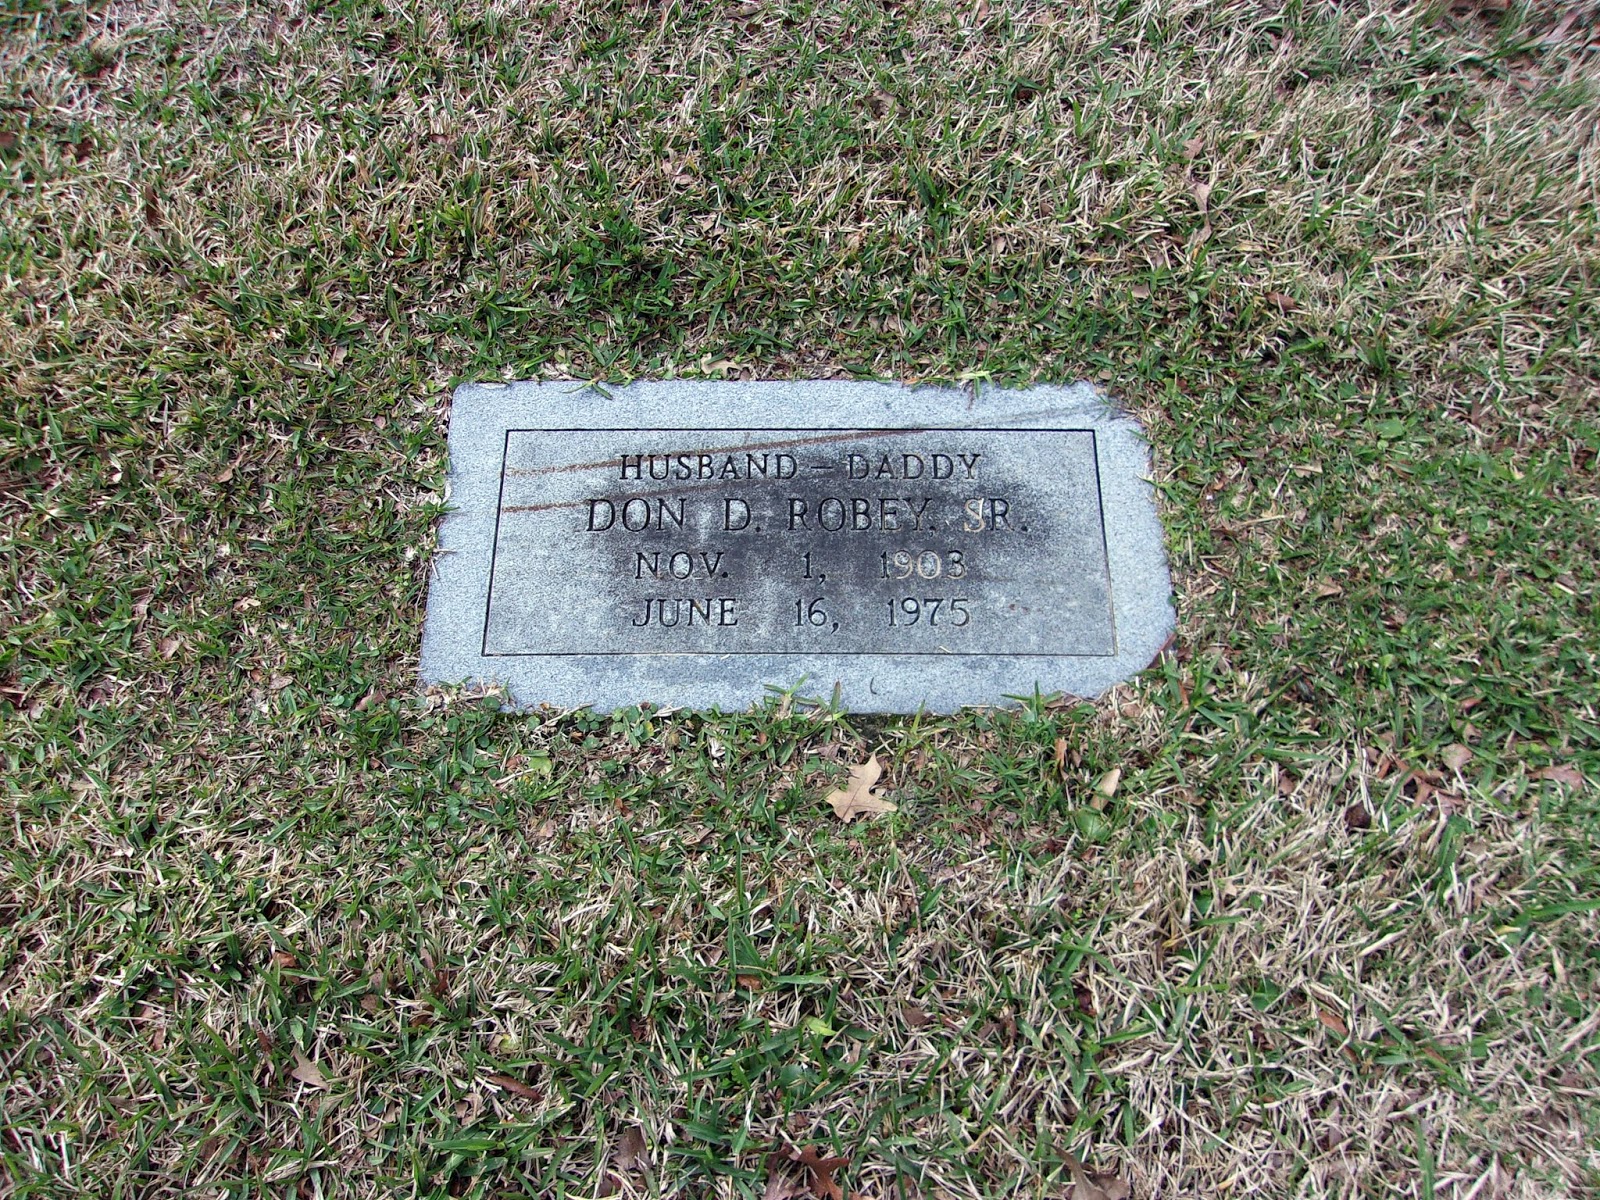 HUSBAND – DADDY
DON D. ROBEY, SR.
NOV. 1, 1903
JUNE 16, 1975